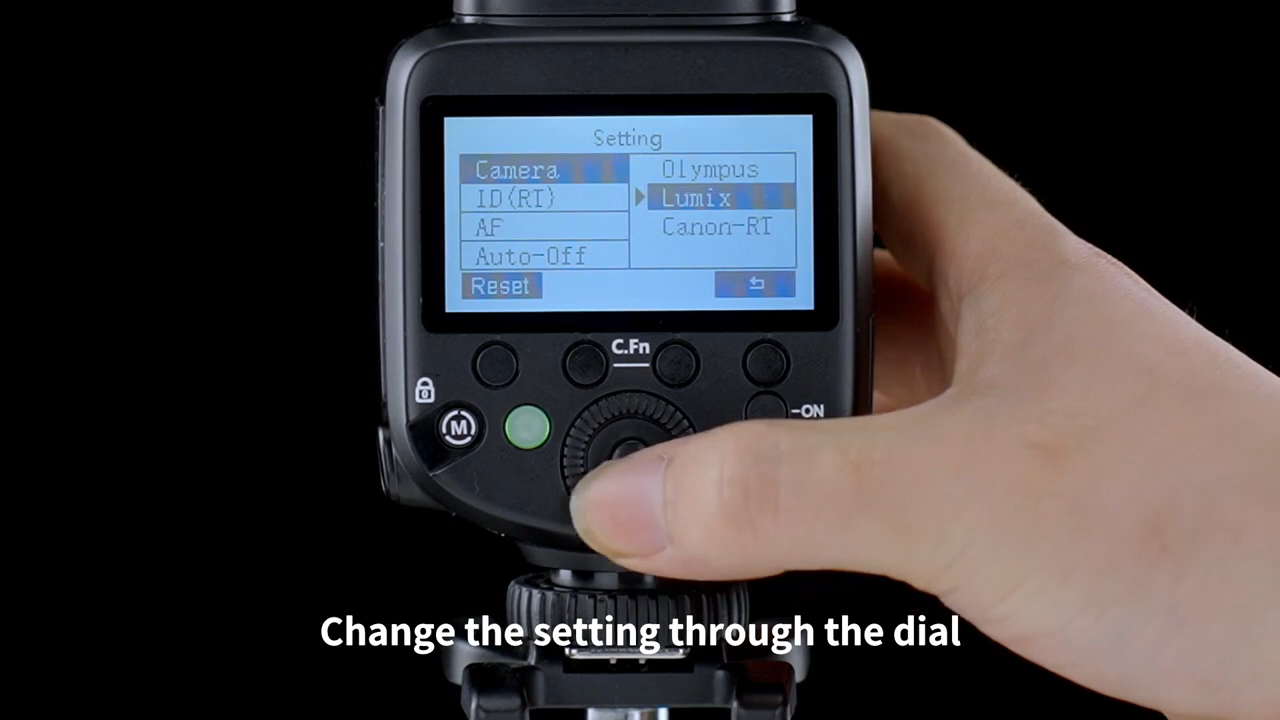 Setting
Camera
Olympus
ID(RT)
Lumix
AF
Canon-RT
Auto-Off
Reset
C.Fn
-ON
M
Change the setting through the dial